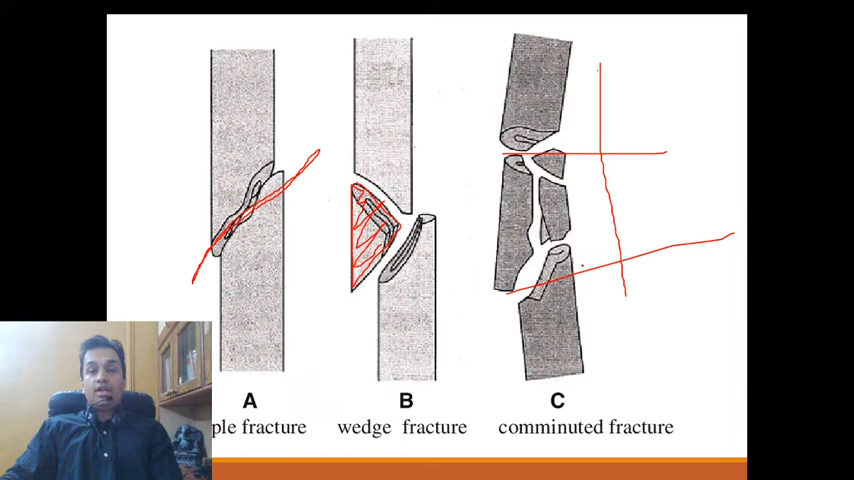 A
B
C
ple fracture
wedge fracture
comminuted fracture